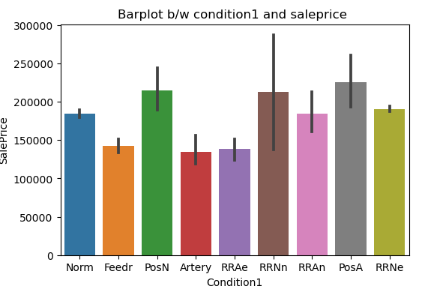 Barplot b/w condition1 and saleprice
300000
250000
200000
150000
100000
50000
0
SalePrice
Norm Feedr PosN Artery RRAe RRNn RRAn PosA RRNe
Condition1